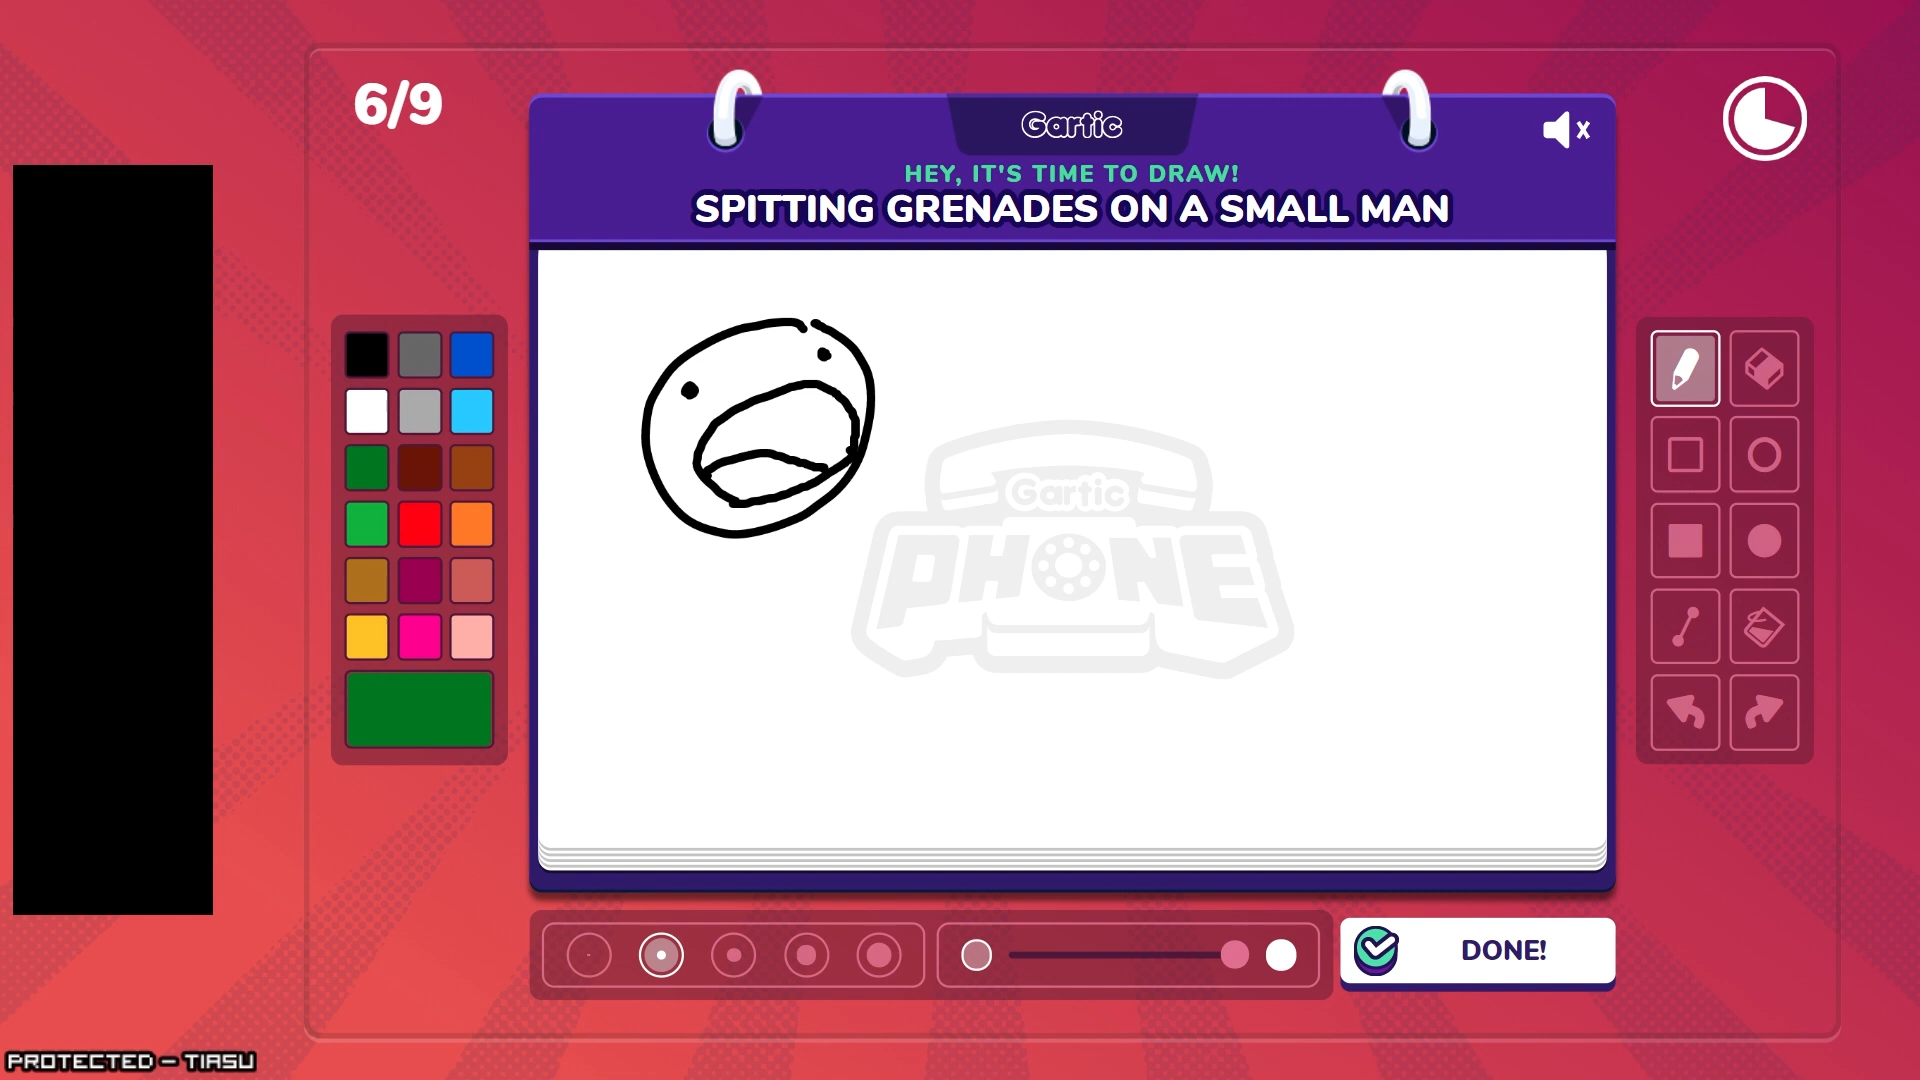 6/9
Gartic
HEY, IT'S TIME TO DRAW!
SPITTING GRENADES ON A SMALL MAN
Gartic
PHONE
DONE!
PROTECTED - TIASU